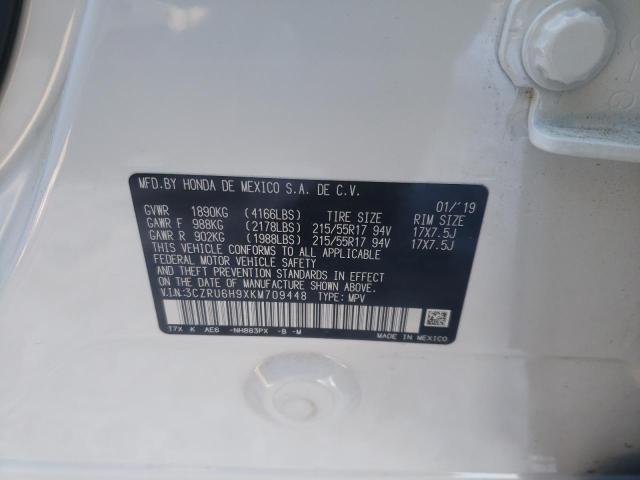 MFD.BY HONDA DE MEXICO S.A. DE C.V.
01/'19
GVWR 1890KG (4166LBS) TIRE SIZE RIM SIZE
GAWR F 988KG (2178LBS) 215/55R17 94V 17X7.5J
GAWR R 902KG (1988LBS) 215/55R17 94V 17X7.5J
THIS VEHICLE CONFORMS TO ALL APPLICABLE
FEDERAL MOTOR VEHICLE SAFETY
AND THEFT PREVENTION STANDARDS IN EFFECT
ON THE DATE OF MANUFACTURE SHOWN ABOVE.
V.I.N:3CZRU6H9XKM709448 TYPE: MPV
17X K AE6 -NH883PX -B -M
MADE IN MEXICO